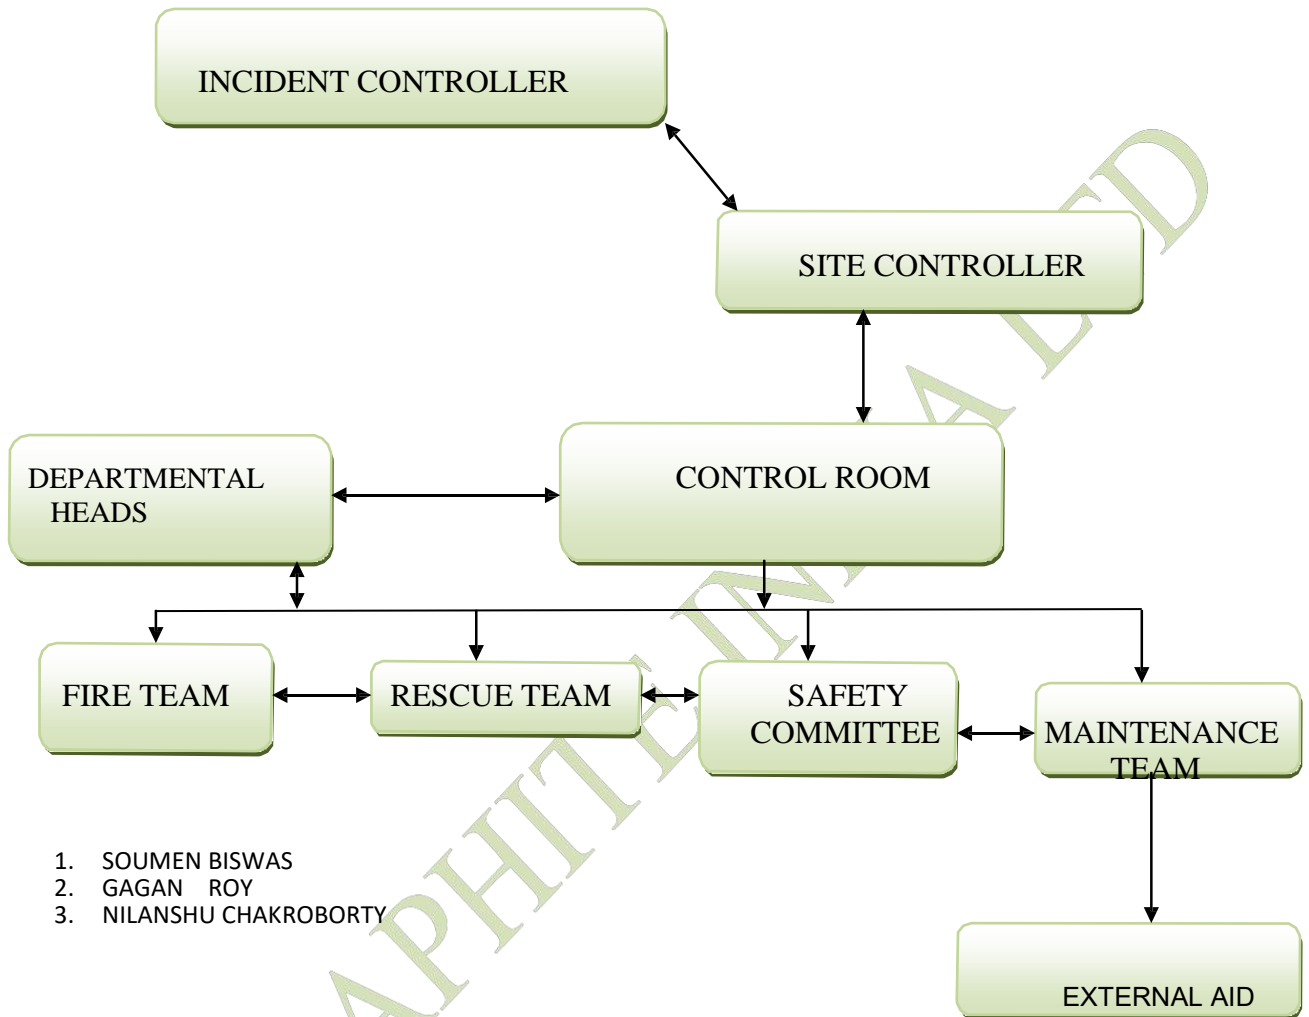 INCIDENT CONTROLLER
SITE CONTROLLER
CONTROL ROOM
DEPARTMENTAL
HEADS
FIRE TEAM
RESCUE TEAM
SAFETY
COMMITTEE
MAINTENANCE
TEAM
1. SOUMEN BISWAS
2. GAGAN ROY
3. NILANSHU CHAKROBORTY
EXTERNAL AID